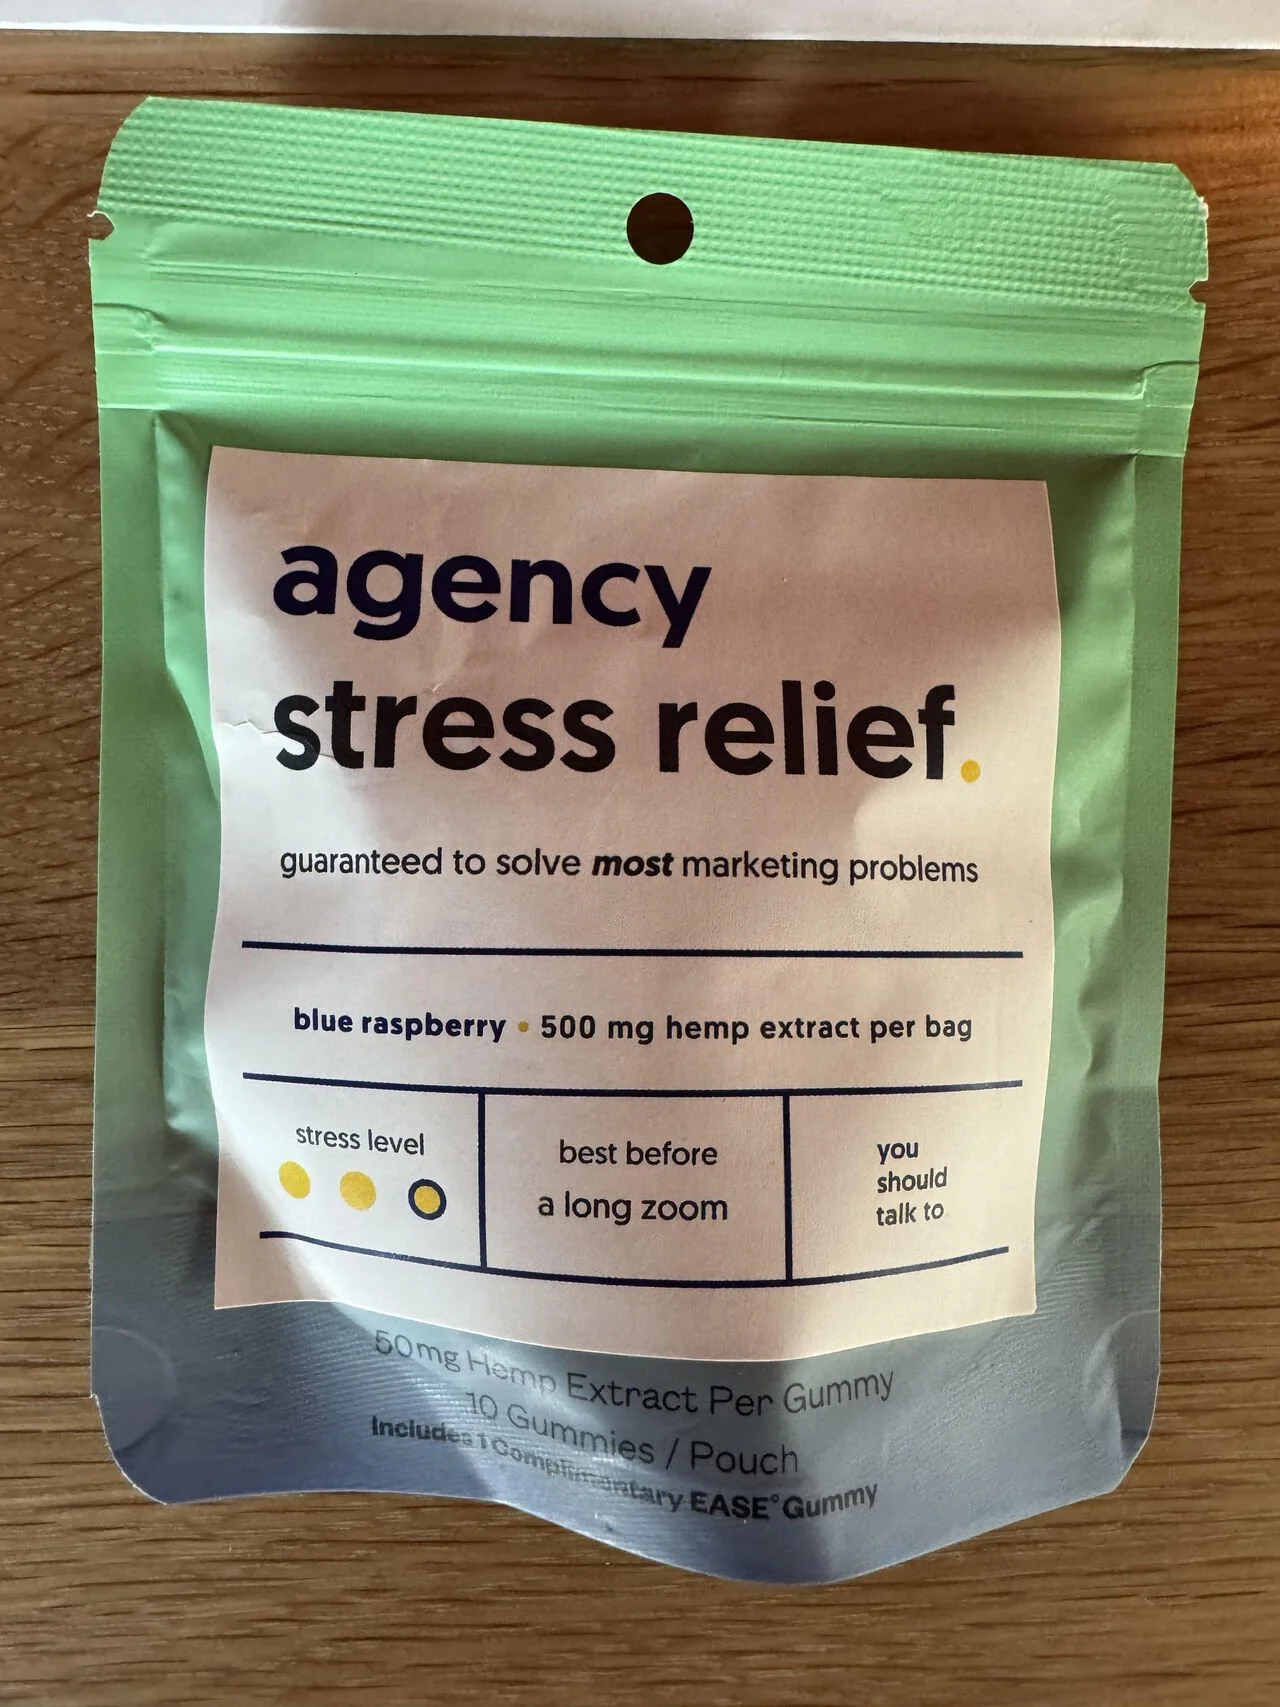 agency
stress relief.
guaranteed to solve most marketing problems
blue raspberry • 500 mg hemp extract per bag
stress level
best before
a long zoom
you
should
talk to
50mg Hemp Extract Per Gummy
10 Gummies / Pouch
Includes 1 Complimentary EASE° Gummy